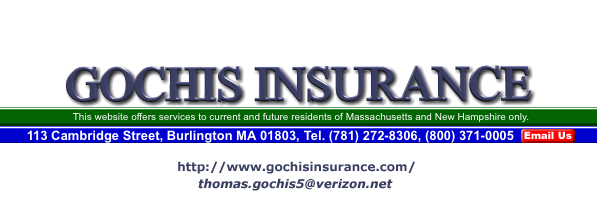 GOCHIS INSURANCE
This website offers services to current and future residents of Massachusetts and New Hampshire only.
113 Cambridge Street, Burlington MA 01803, Tel. (781) 272-8306, (800) 371-0005 Email Us
http://www.gochisinsurance.com/
thomas.gochis5@verizon.net